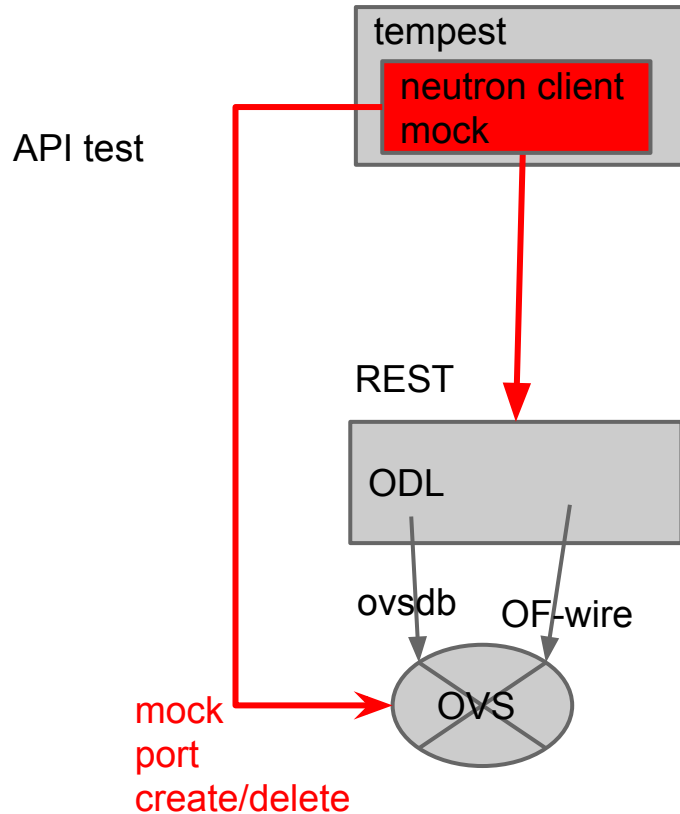 tempest
neutron client
mock
API test
REST
ODL
ovsdb
OF-wire
OVS
mock
port
create/delete